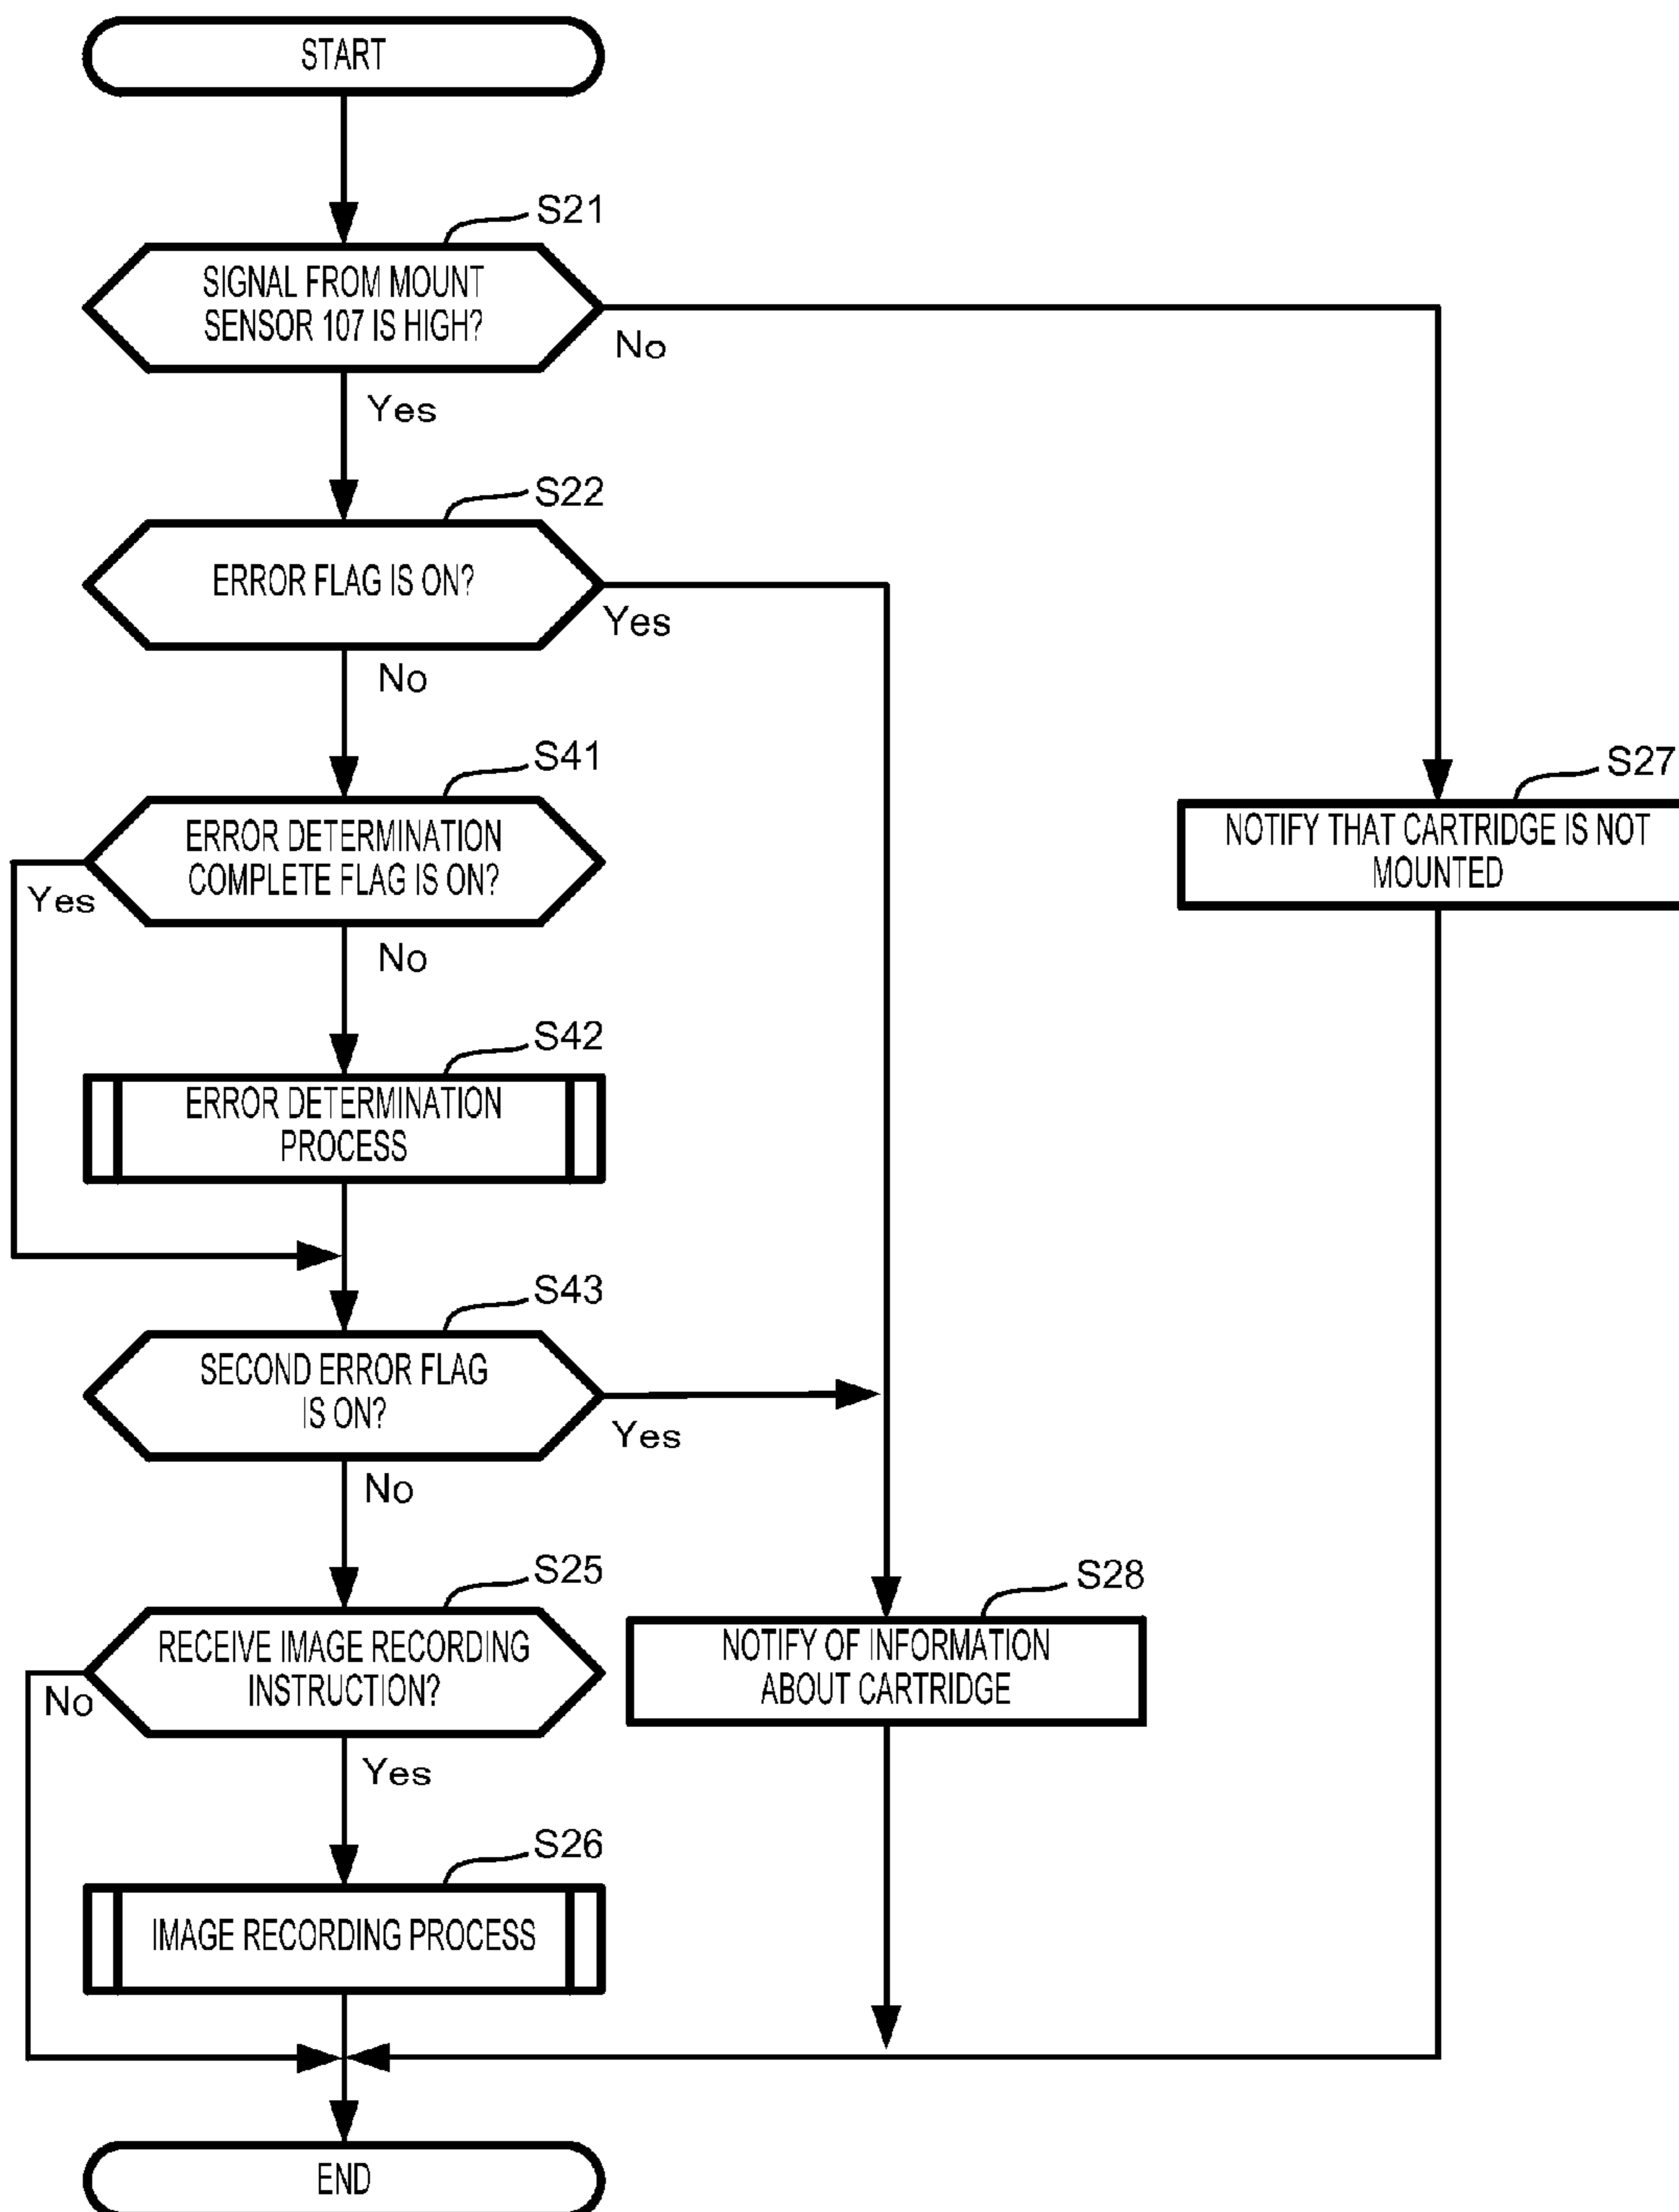 START
S21
SIGNAL FROM MOUNT
SENSOR 107 IS HIGH?
No
Yes
S22
ERROR FLAG IS ON?
Yes
No
S41
ERROR DETERMINATION
COMPLETE FLAG IS ON?
Yes
No
S27
NOTIFY THAT CARTRIDGE IS NOT
MOUNTED
S42
ERROR DETERMINATION
PROCESS
S43
SECOND ERROR FLAG
IS ON?
Yes
No
S25
RECEIVE IMAGE RECORDING
INSTRUCTION?
No
Yes
S28
NOTIFY OF INFORMATION
ABOUT CARTRIDGE
S26
IMAGE RECORDING PROCESS
END